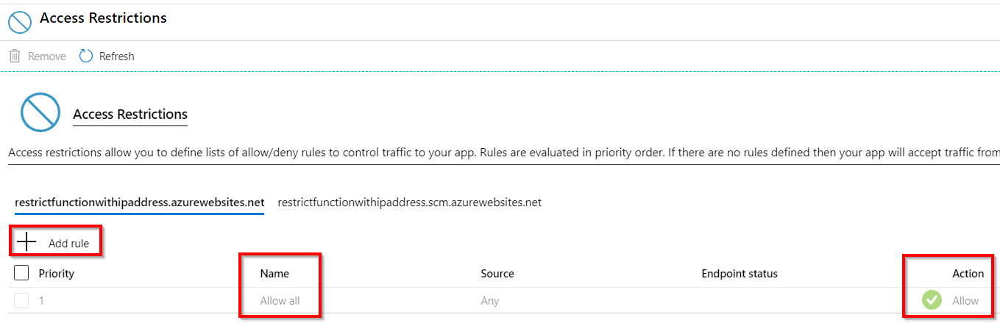 Access Restrictions
Remove Refresh
Access Restrictions
Access restrictions allow you to define lists of allow/deny rules to control traffic to your app. Rules are evaluated in priority order. If there are no rules defined then your app will accept traffic from
restrictfunctionwithipaddress.azurewebsites.net restrictfunctionwithipaddress.scm.azurewebsites.net
Add rule
Priority Name Source Endpoint status Action
1 Allow all Any Allow